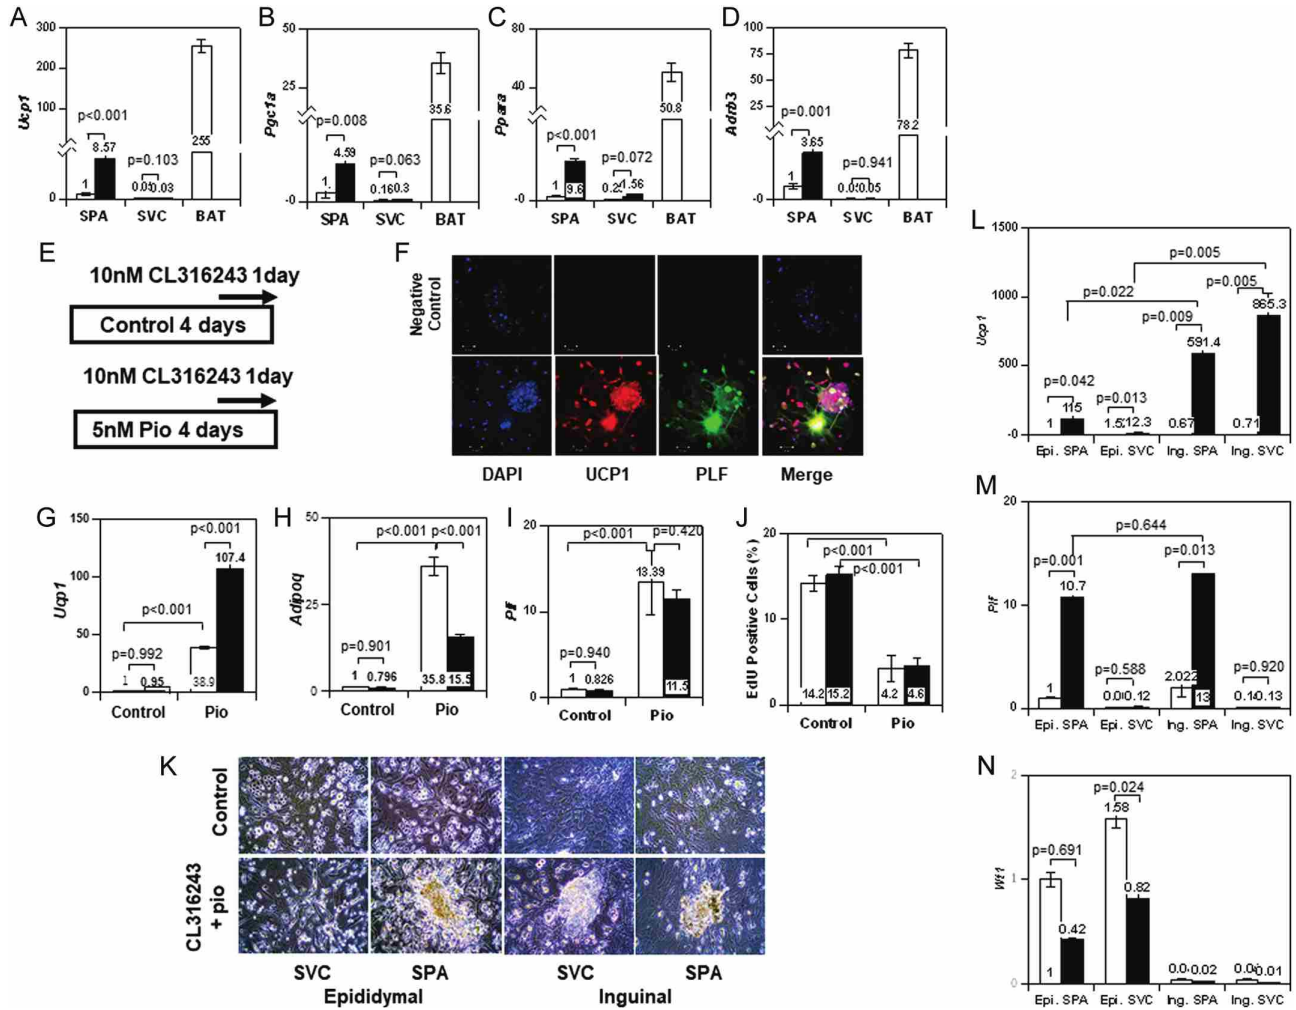 A
300
200
100
0
Ucp1
p<0.001
8.57
1
p=0.103
0.03
255
SPA SVC BAT
B
50
25
-0
Pgc1a
p=0.008
4.59
1
p=0.063
0.16 0.3
35.6
SPA SVC BAT
C
80
40
-0
Ppara
p<0.001
9.6
1
p=0.072
1.56
50.8
SPA SVC BAT
D
100
75
50
25
-0
Adrb3
p=0.001
3.65
1
p=0.941
0.05
78.2
SPA SVC BAT
E
10nM CL316243 1day
Control 4 days
10nM CL316243 1day
5nM Pio 4 days
F
Negative
Control
DAPI UCP1 PLF Merge
G
150
100
50
0
Ucp1
p<0.001
107.4
p<0.001
p=0.992
1 0.95
38.9
Control Pio
H
50
25
0
Adipoq
p<0.001 p<0.001
p=0.901
1 0.796
35.8 15.5
Control Pio
I
20
10
0
Plf
p<0.001 p=0.420
13.39
p=0.940
1 0.826
11.5
Control Pio
J
20
10
0
EdU Positive Cells (%)
p<0.001
p<0.001
14.2 15.2 4.2 4.6
Control Pio
K
Control
CL316243
+ pio
SVC SPA SVC SPA
Epididymal Inguinal
L
1500
1000
500
-0
Ucp1
p=0.005
p=0.022
p=0.005
865.3
p=0.009
591.4
p=0.042
115
1
p=0.013
12.3
0.67
0.71
Epi. SPA Epi. SVC Ing. SPA Ing. SVC
M
20
10
0
Plf
p=0.644
p=0.001
10.7
1
p=0.013
2.022
13
p=0.588
0.12
p=0.920
0.14 0.13
Epi. SPA Epi. SVC Ing. SPA Ing. SVC
N
2
1
0
Wt1
p=0.024
1.58
p=0.691
0.82
0.42
1
0.02
0.01
Epi. SPA Epi. SVC Ing. SPA Ing. SVC